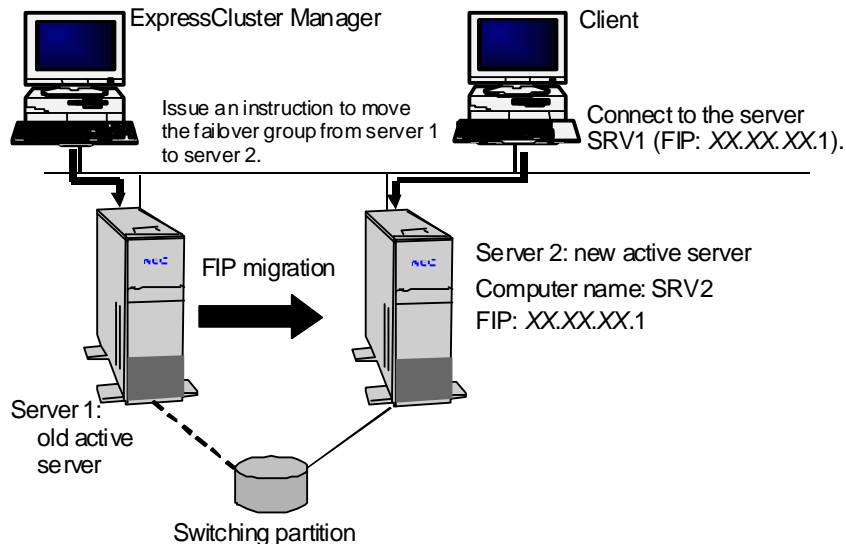 ExpressCluster Manager
Client
Issue an instruction to move
the failover group from server 1
to server 2.
Connect to the server
SRV1 (FIP: XX.XX.XX.1).
NEC
NEC
FIP migration
Server 2: new active server
Computer name: SRV2
FIP: XX.XX.XX.1
Server 1:
old active
server
Switching partition